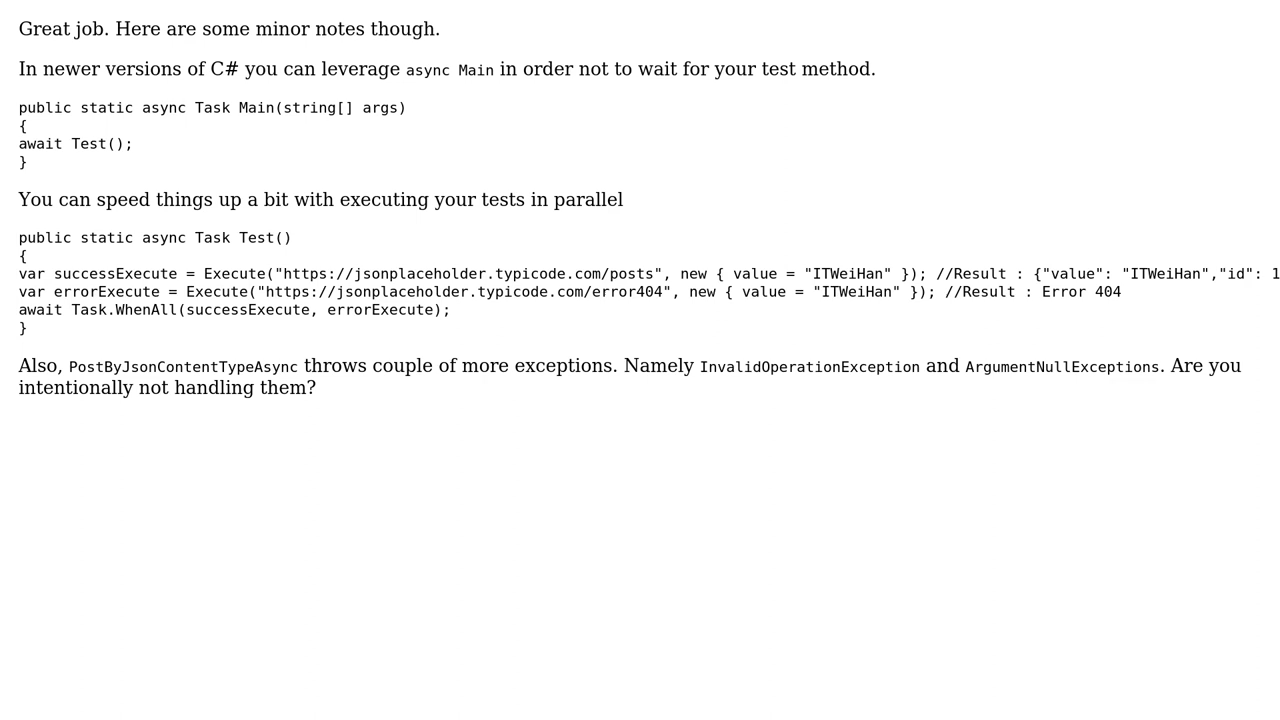 Great job. Here are some minor notes though.
In newer versions of C# you can leverage async Main in order not to wait for your test method.
public static async Task Main(string[] args)
{
await Test();
}
You can speed things up a bit with executing your tests in parallel
public static async Task Test()
{
var successExecute = Execute("https://jsonplaceholder.typicode.com/posts", new { value = "ITWeiHan" }); //Result : {"value": "ITWeiHan","id": 1
var errorExecute = Execute("https://jsonplaceholder.typicode.com/error404", new { value = "ITWeiHan" }); //Result : Error 404
await Task.WhenAll(successExecute, errorExecute);
}
Also, PostByJsonContentTypeAsync throws couple of more exceptions. Namely InvalidOperationException and ArgumentNullExceptions. Are you
intentionally not handling them?